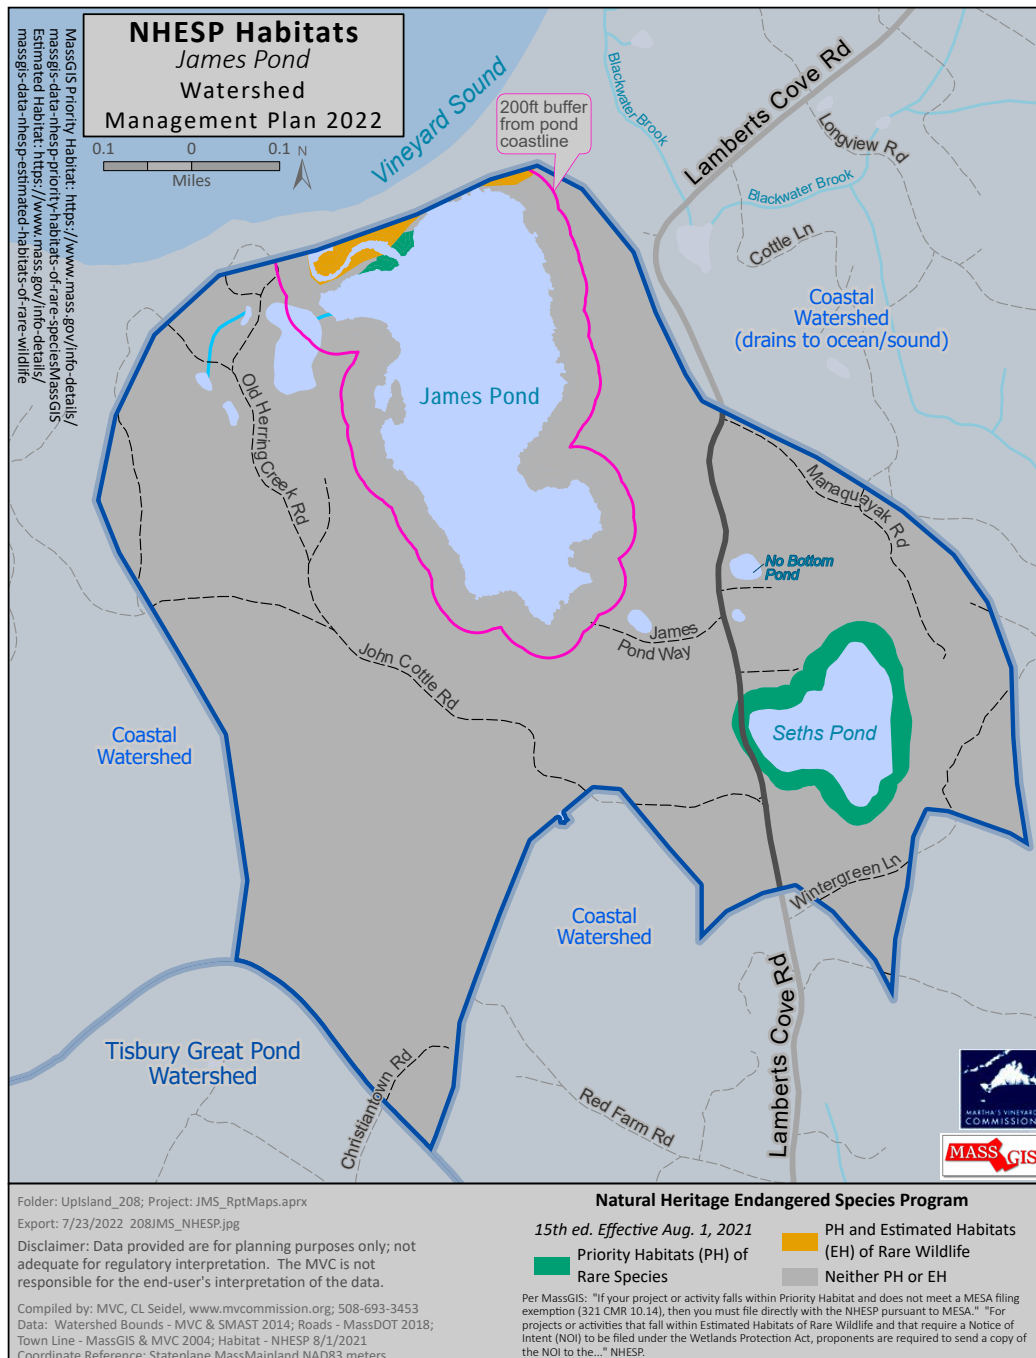 NHESP Habitats
James Pond
Watershed
Management Plan 2022
MassGIS Priority Habitat: https://www.mass.gov/info-details/
massgis-data-nhesp-priority-habitats-of-rare-speciesMassGIS
Estimated Habitat: https://www.mass.gov/info-details/
massgis-data-nhesp-estimated-habitats-of-rare-wildlife
0.1
0
0.1
N
Miles
Vineyard Sound
200ft buffer
from pond
coastline
Blackwater Brook
Lamberts Cove Rd
Longview Rd
Blackwater Brook
Cottle Ln
Coastal
Watershed
(drains to ocean/sound)
James Pond
Old Herring Creek Rd
Manaquayak Rd
No Bottom
Pond
James
Pond Way
John Cottle Rd
Seths Pond
Coastal
Watershed
Wintergreen Ln
Coastal
Watershed
Lamberts Cove Rd
Tisbury Great Pond
Watershed
Christiantown Rd
Red Farm Rd
MARTHA'S VINEYARD
COMMISSION
MASS GIS
Folder: UpIsland_208; Project: JMS_RptMaps.aprx
Export: 7/23/2022 208JMS_NHESP.jpg
Disclaimer: Data provided are for planning purposes only; not
adequate for regulatory interpretation. The MVC is not
responsible for the end-user's interpretation of the data.
Compiled by: MVC, CL Seidel, www.mvcommission.org; 508-693-3453
Data: Watershed Bounds - MVC & SMAST 2014; Roads - MassDOT 2018;
Town Line - MassGIS & MVC 2004; Habitat - NHESP 8/1/2021
Coordinate Reference: Stateplane MassMainland NAD83 meters
Natural Heritage Endangered Species Program
15th ed. Effective Aug. 1, 2021
Priority Habitats (PH) of
Rare Species
PH and Estimated Habitats
(EH) of Rare Wildlife
Neither PH or EH
Per MassGIS: "If your project or activity falls within Priority Habitat and does not meet a MESA filing
exemption (321 CMR 10.14), then you must file directly with the NHESP pursuant to MESA." "For
projects or activities that fall within Estimated Habitats of Rare Wildlife and that require a Notice of
Intent (NOI) to be filed under the Wetlands Protection Act, proponents are required to send a copy of
the NOI to the..." NHESP.